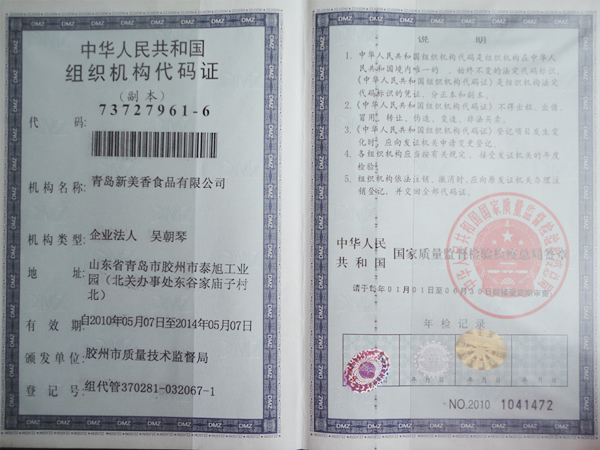 中华人民共和国
组织机构代码证
(副本)
代 码: 73727961-6
机构名称: 青岛新美香食品有限公司
机构类型: 企业法人 吴朝琴
地 址: 山东省青岛市胶州市泰旭工业
园（北关办事处东谷家庙子村
北）
有 效 期 自2010年05月07日至2014年05月07日
颁发单位: 胶州市质量技术监督局
登 记 号: 组代管370281-032067-1
说 明
1. 中华人民共和国组织机构代码是组织机构在中华人
民共和国境内唯一的、始终不变的法定代码标识，
《中华人民共和国组织机构代码证》是组织机构法定
代码标识的凭证，分正本和副本。
2.《中华人民共和国组织机构代码证》不得出租、出借、
冒用、转让、伪造、变造、非法买卖。
3.《中华人民共和国组织机构代码证》登记项目发生变
化时，应向发证机关申请变更登记。
4. 各组织机构应当按有关规定，接受发证机关的年度
检验。
5. 组织机构依法注销、撤消时，应向原发证机关办理注
销登记，并交回全部代码证。
中华人民
共 和 国 国家质量监督检验检疫总局签章
年 检 记 录
NO.2010 1041472